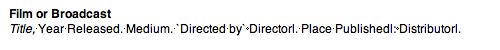 Film or Broadcast
Title, Year Released. Medium. `Directed by`·Director|. Place Published|:·Distributor|.